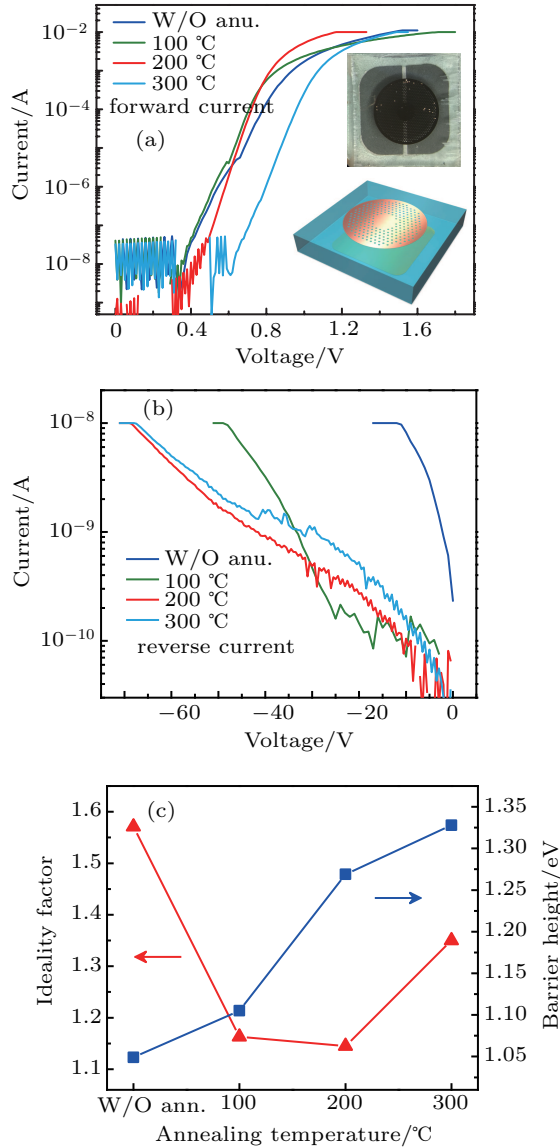 10⁻²
10⁻⁴
10⁻⁶
10⁻⁸
Current/A
W/O anu.
100 ℃
200 ℃
300 ℃
forward current
(a)
0 0.4 0.8 1.2 1.6
Voltage/V
(b)
10⁻⁸
10⁻⁹
10⁻¹⁰
Current/A
W/O anu.
100 ℃
200 ℃
300 ℃
reverse current
−60 −40 −20 0
Voltage/V
(c)
1.6
1.5
1.4
1.3
1.2
1.1
Ideality factor
1.35
1.30
1.20
1.10
1.05
Barrier height/eV
W/O ann. 100 200 300
Annealing temperature/℃